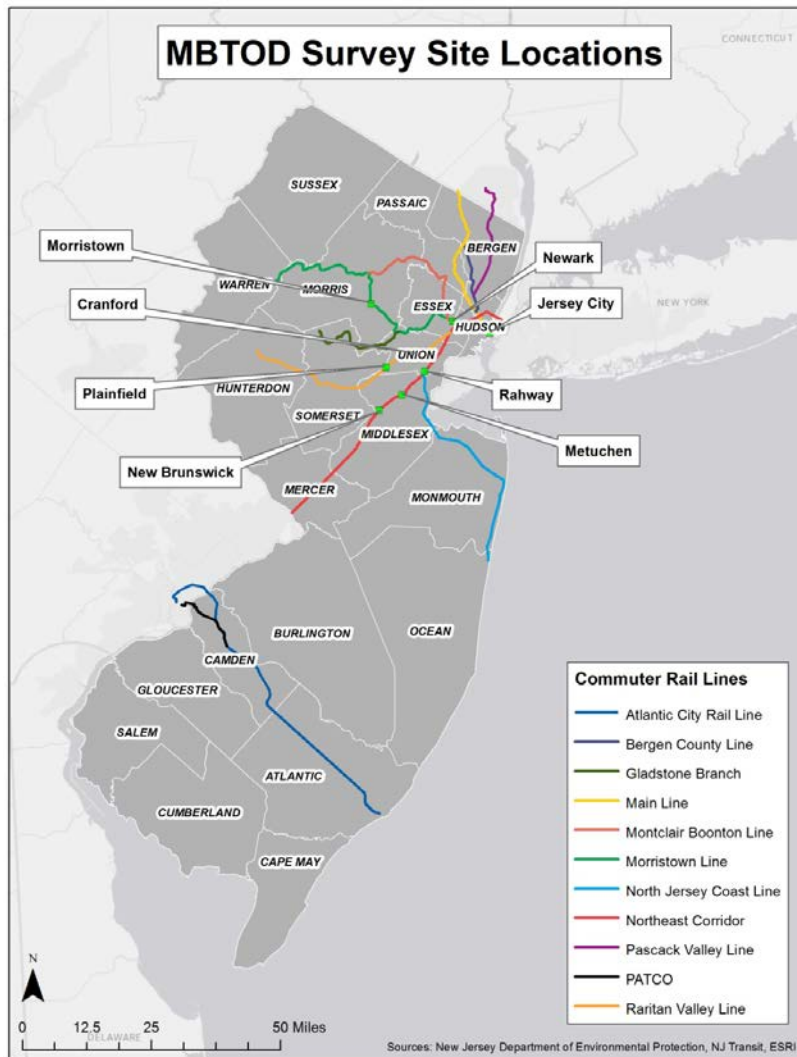 MBTOD Survey Site Locations
CONNECTICUT
SUSSEX
PASSAIC
Morristown
BERGEN
Newark
WARREN
MORRIS
Cranford
ESSEX
Jersey City
NEW YORK
HUDSON
UNION
Plainfield
HUNTERDON
Rahway
SOMERSET
MIDDLESEX
Metuchen
New Brunswick
MERCER
MONMOUTH
BURLINGTON
OCEAN
CAMDEN
GLOUCESTER
SALEM
ATLANTIC
CUMBERLAND
CAPE MAY
Commuter Rail Lines
Atlantic City Rail Line
Bergen County Line
Gladstone Branch
Main Line
Montclair Boonton Line
Morristown Line
North Jersey Coast Line
Northeast Corridor
Pascack Valley Line
PATCO
Raritan Valley Line
N
0 12.5 25 50 Miles
DELAWARE
Sources: New Jersey Department of Environmental Protection, NJ Transit, ESRI